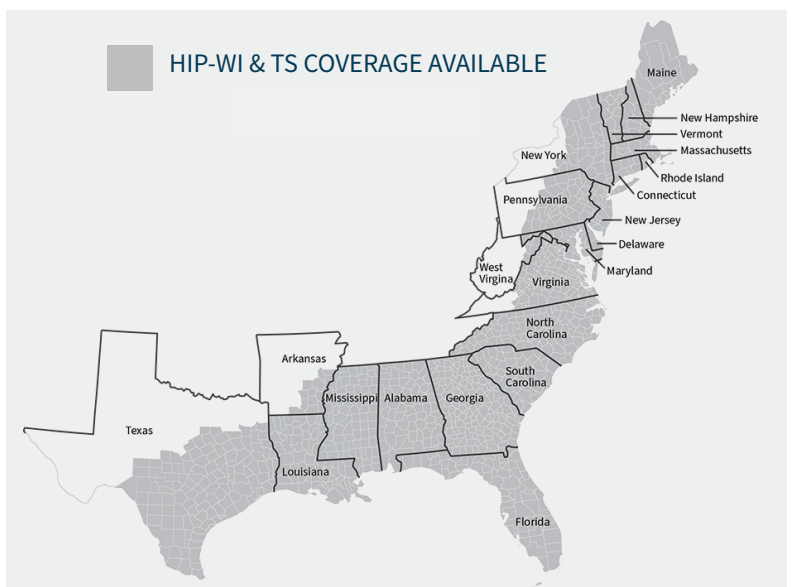 HIP-WI & TS COVERAGE AVAILABLE
Maine
New Hampshire
Vermont
Massachusetts
New York
Rhode Island
Connecticut
Pennsylvania
New Jersey
Delaware
West
Virgina
Maryland
Virginia
North
Carolina
Arkansas
South
Carolina
Mississippi
Alabama
Georgia
Texas
Louisiana
Florida